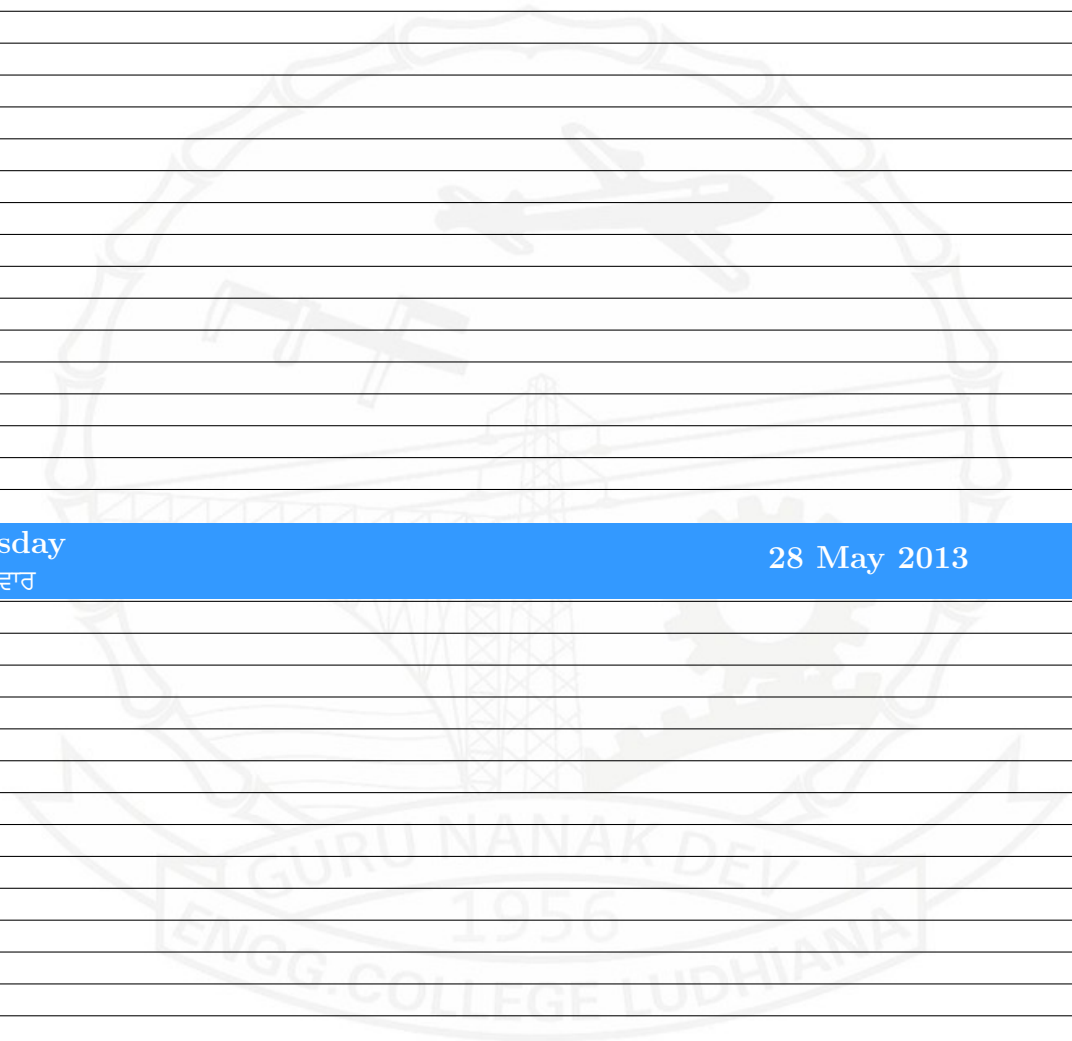 sday
ਵਾਰ
28 May 2013
GURU NANAK DEV
1956
ENGG. COLLEGE LUDHIANA